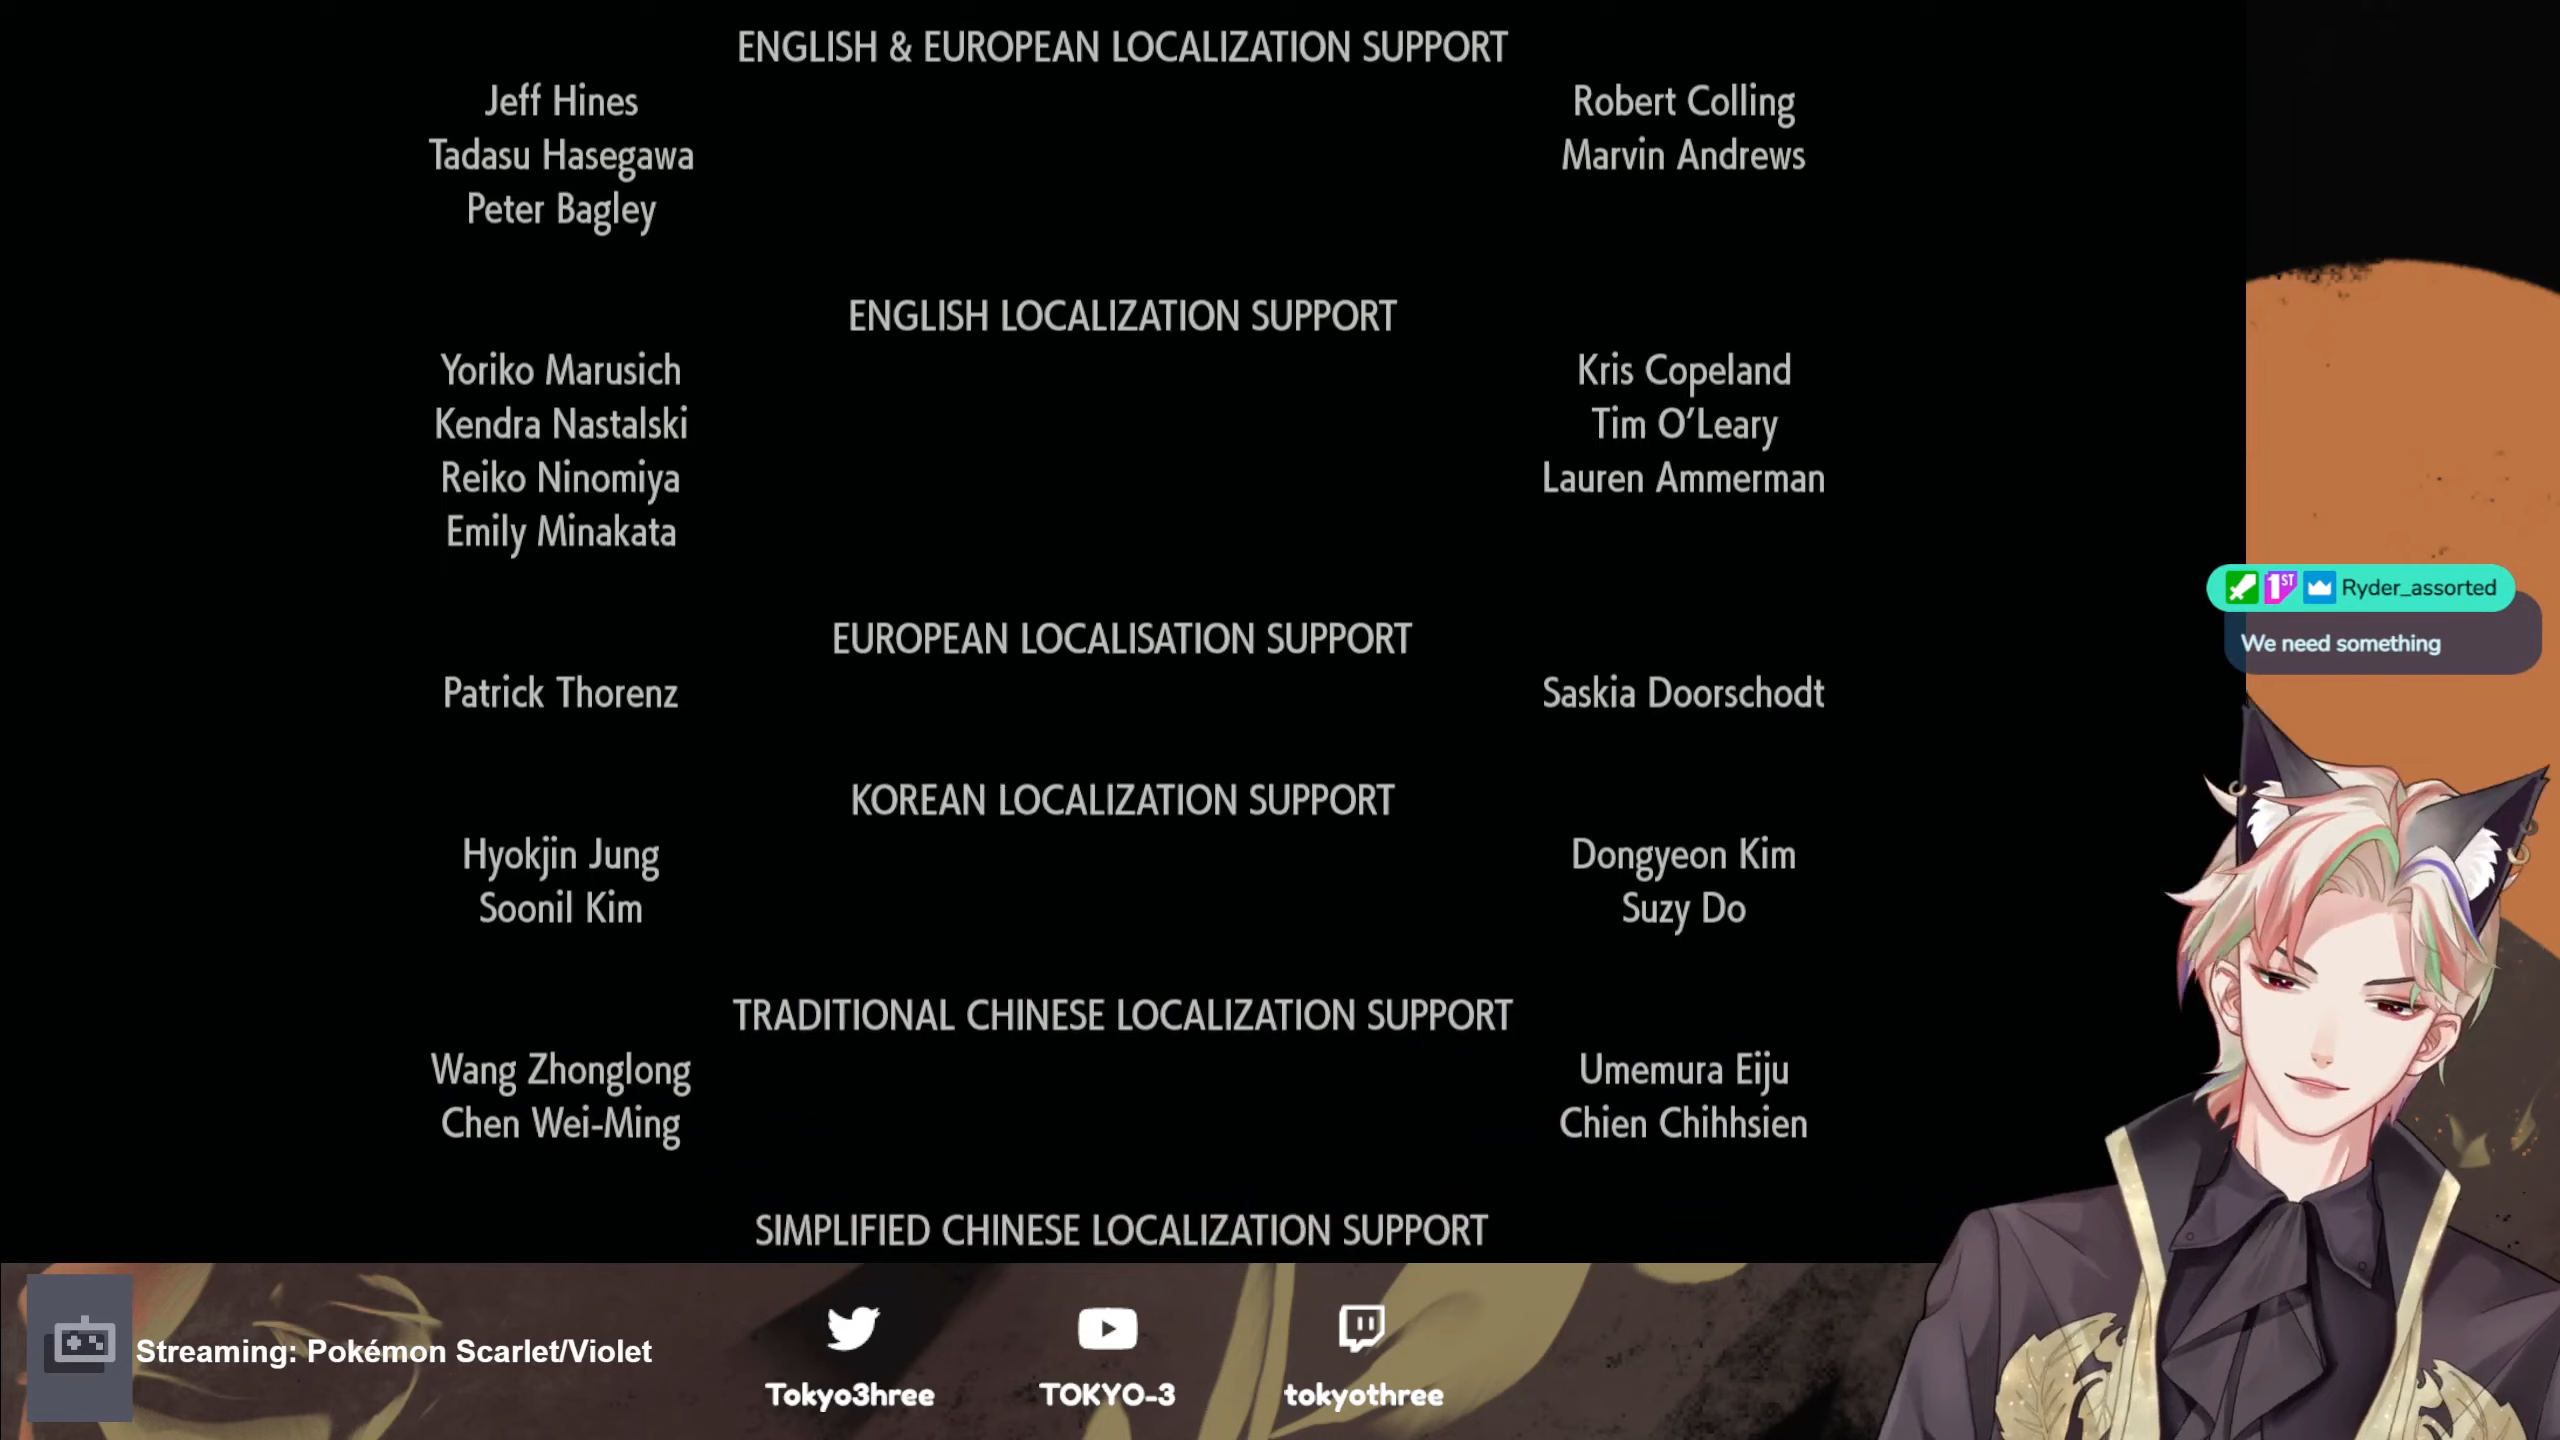 ENGLISH & EUROPEAN LOCALIZATION SUPPORT
Jeff Hines Robert Colling
Tadasu Hasegawa Marvin Andrews
Peter Bagley
ENGLISH LOCALIZATION SUPPORT
Yoriko Marusich Kris Copeland
Kendra Nastalski Tim O’Leary
Reiko Ninomiya Lauren Ammerman
Emily Minakata
EUROPEAN LOCALISATION SUPPORT
Patrick Thorenz Saskia Doorschodt
KOREAN LOCALIZATION SUPPORT
Hyokjin Jung Dongyeon Kim
Soonil Kim Suzy Do
TRADITIONAL CHINESE LOCALIZATION SUPPORT
Wang Zhonglong Umemura Eiju
Chen Wei-Ming Chien Chihhsien
SIMPLIFIED CHINESE LOCALIZATION SUPPORT
1ST Ryder_assorted
We need something
Streaming: Pokémon Scarlet/Violet
Tokyo3hree TOKYO-3 tokyothree